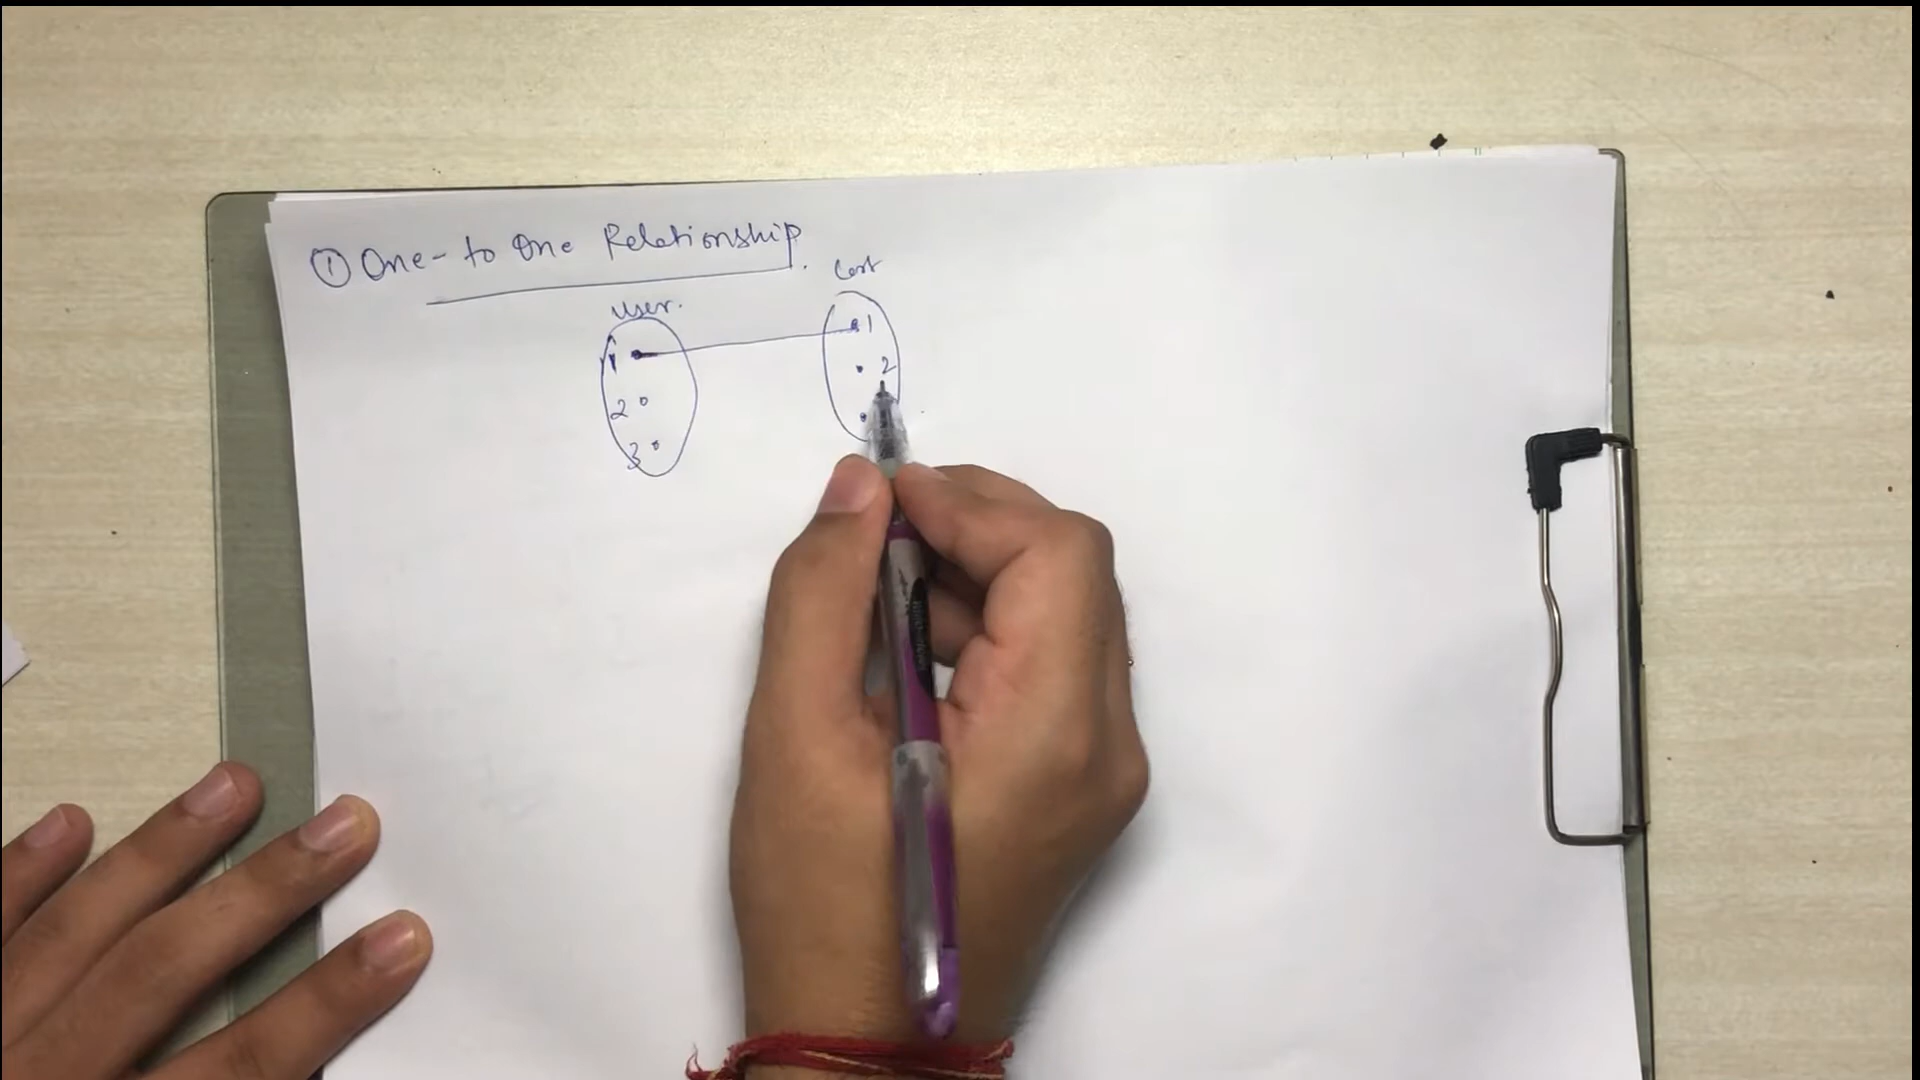 ① One- to One Relationship.
Cart
User.
1
1
2
2
3